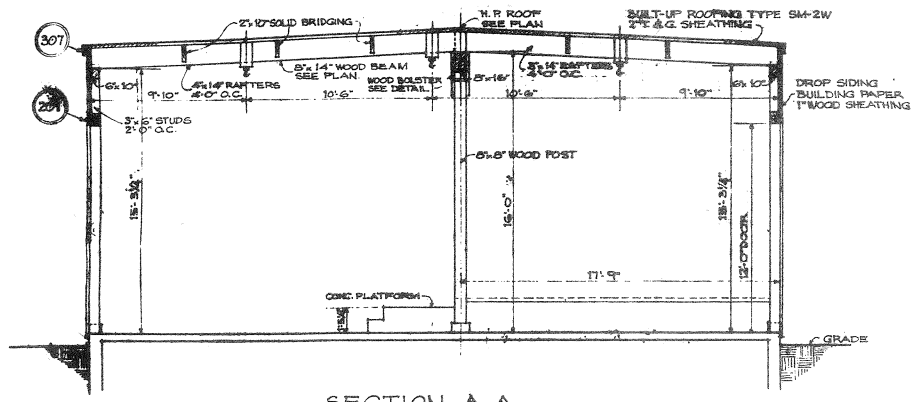 2"x10" SOLID BRIDGING
H. P. ROOF
SEE PLAN
BUILT-UP ROOFING TYPE SM-2W
2" T. & G. SHEATHING
307
8"x14" WOOD BEAM
SEE PLAN
WOOD BOLSTER
SEE DETAIL
8"x16"
3"x14" RAFTERS
4'-0" O.C.
6"x10"
4"x14" RAFTERS
4'-0" O.C.
6"x10"
9'-10"
10'-6"
10'-6"
9'-10"
DROP SIDING
BUILDING PAPER
1" WOOD SHEATHING
3"x6" STUDS
2'-0" O.C.
8"x8" WOOD POST
15'-3 1/2"
16'-0"
15'-3 1/2"
12'-0" DOOR
17'-9"
CONC. PLATFORM
GRADE
SECTION A-A